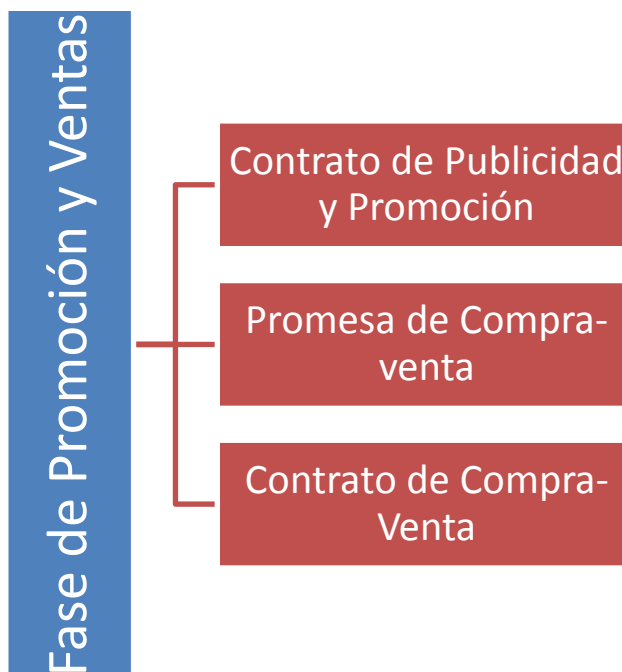 Fase de Promoción y Ventas
Contrato de Publicidad
y Promoción
Promesa de Compra-
venta
Contrato de Compra-
Venta